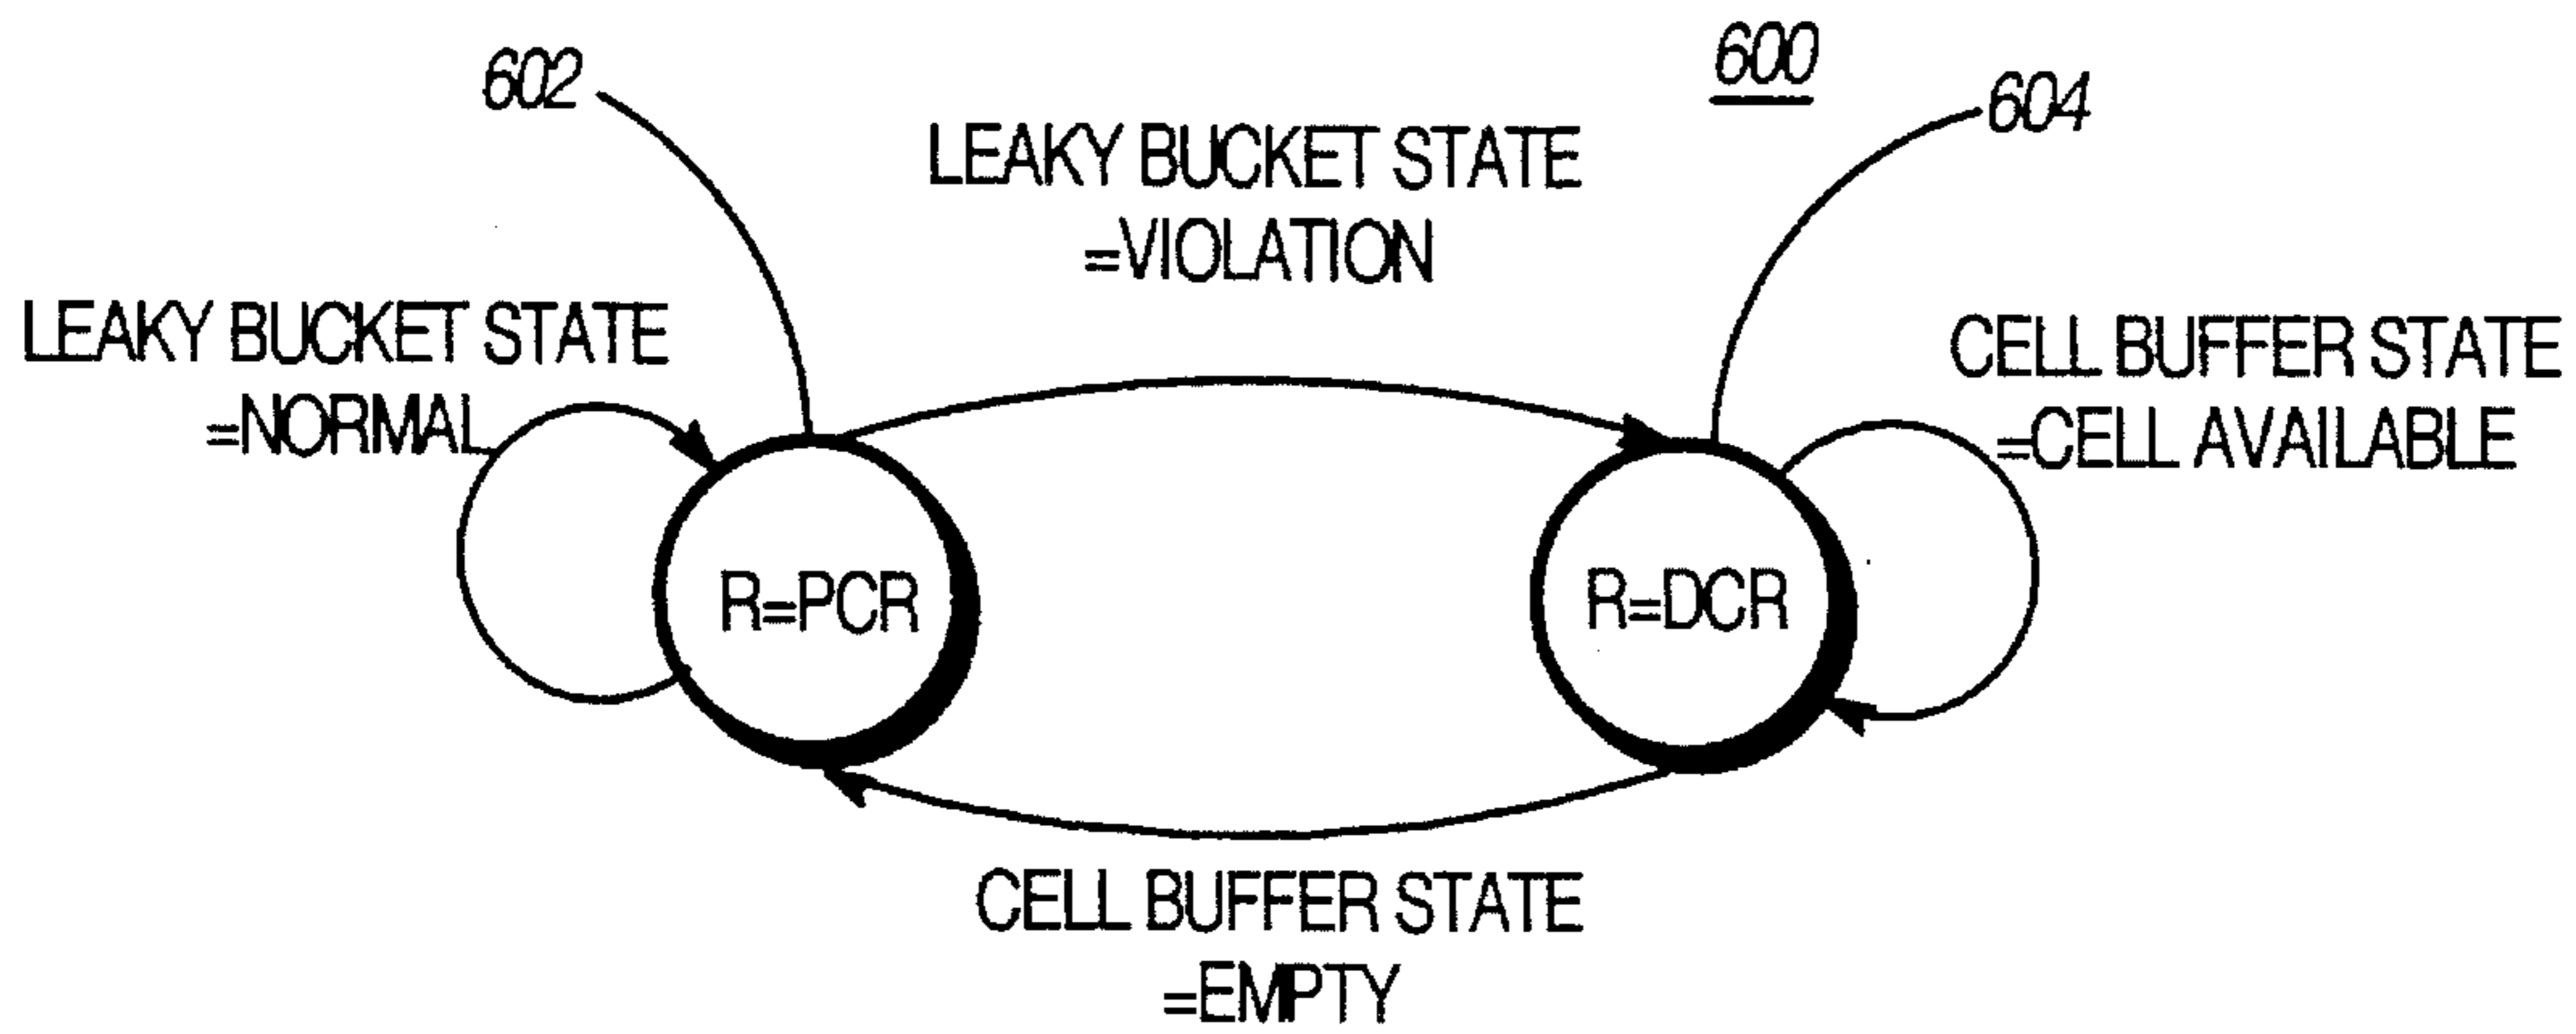 600
602
604
LEAKY BUCKET STATE
=VIOLATION
LEAKY BUCKET STATE
=NORMAL
CELL BUFFER STATE
=CELL AVAILABLE
R=PCR
R=DCR
CELL BUFFER STATE
=EMPTY